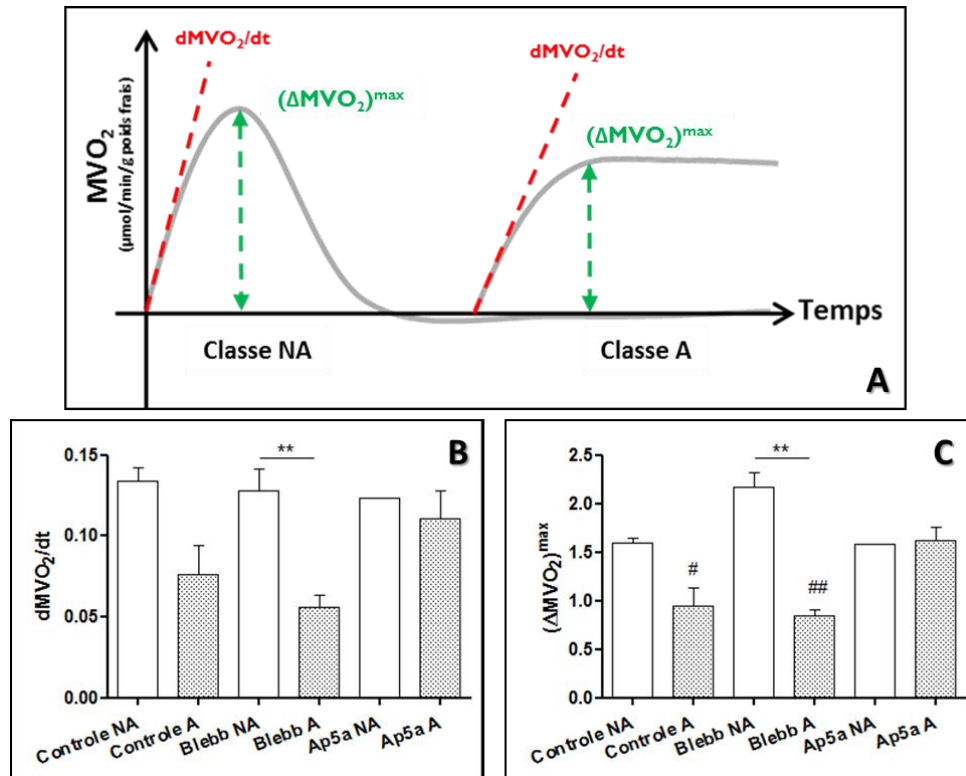 dMVO₂/dt
dMVO₂/dt
(ΔMVO₂)ᵐᵃˣ
(ΔMVO₂)ᵐᵃˣ
MVO₂
(µmol/min/g poids frais)
Temps
Classe NA
Classe A
A
B
0.15
0.10
0.05
0.00
dMVO₂/dt
**
Controle NA
Controle A
Blebb NA
Blebb A
Ap5a NA
Ap5a A
C
2.5
2.0
1.5
1.0
0.5
0.0
(ΔMVO₂)ᵐᵃˣ
**
#
##
Controle NA
Controle A
Blebb NA
Blebb A
Ap5a NA
Ap5a A